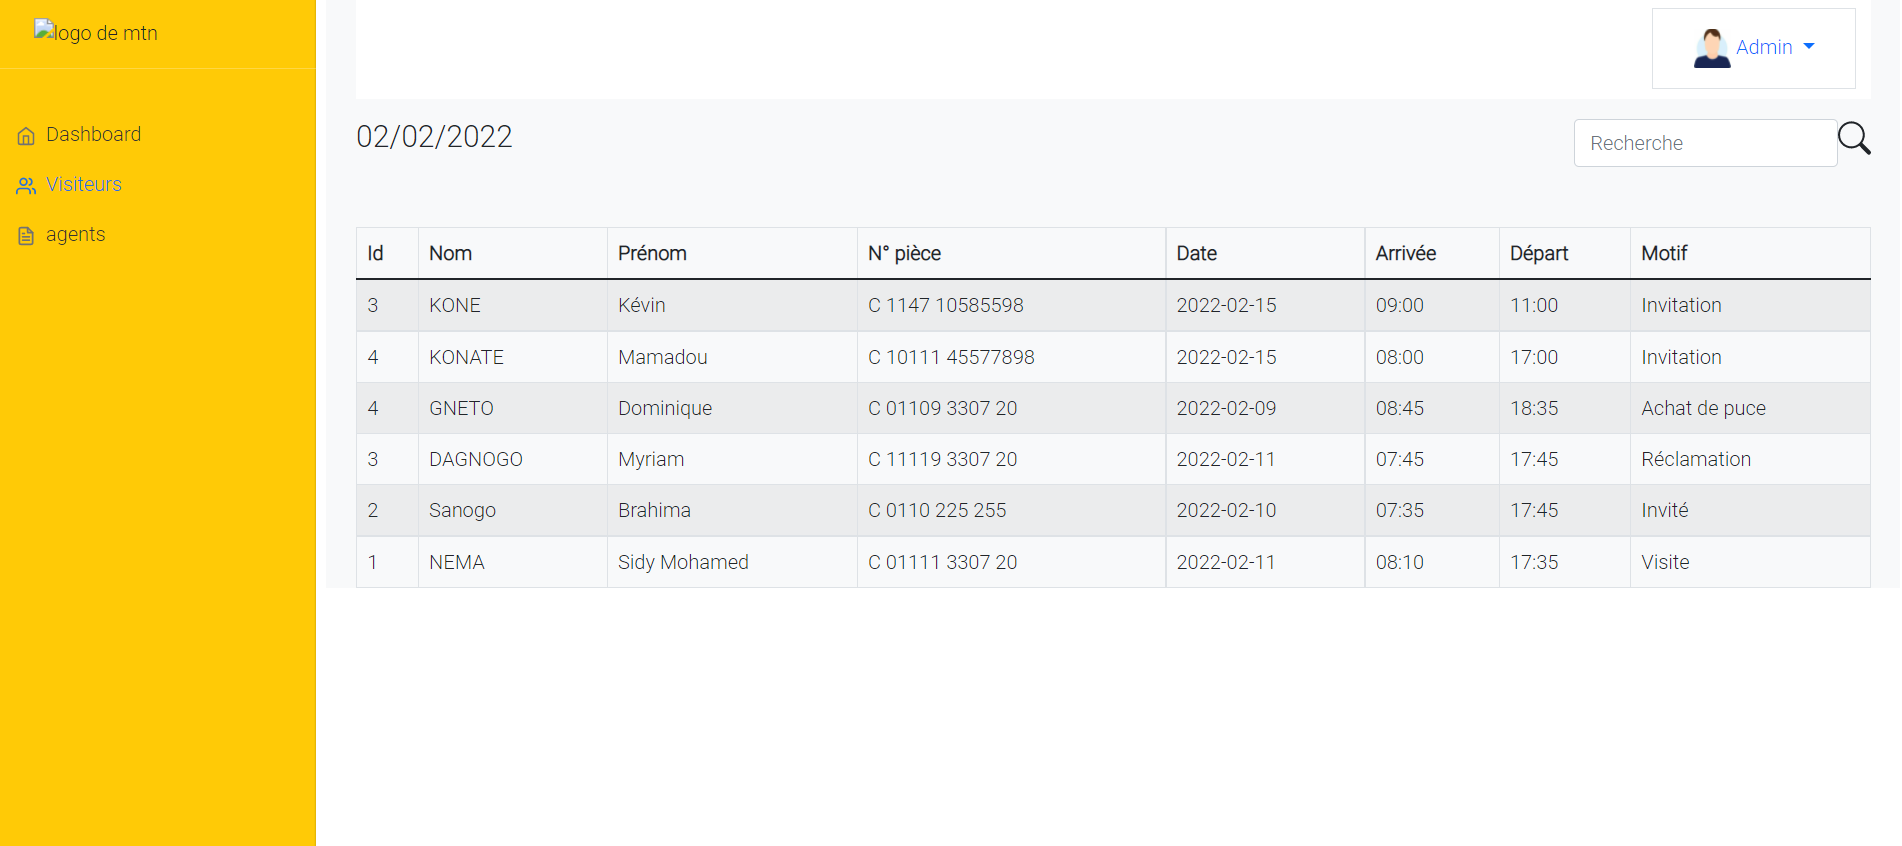 logo de mtn
Admin
Dashboard
Visiteurs
agents
02/02/2022
Recherche
Id Nom Prénom N° pièce Date Arrivée Départ Motif
3 KONE Kévin C 1147 10585598 2022-02-15 09:00 11:00 Invitation
4 KONATE Mamadou C 10111 45577898 2022-02-15 08:00 17:00 Invitation
4 GNETO Dominique C 01109 3307 20 2022-02-09 08:45 18:35 Achat de puce
3 DAGNOGO Myriam C 11119 3307 20 2022-02-11 07:45 17:45 Réclamation
2 Sanogo Brahima C 0110 225 255 2022-02-10 07:35 17:45 Invité
1 NEMA Sidy Mohamed C 01111 3307 20 2022-02-11 08:10 17:35 Visite